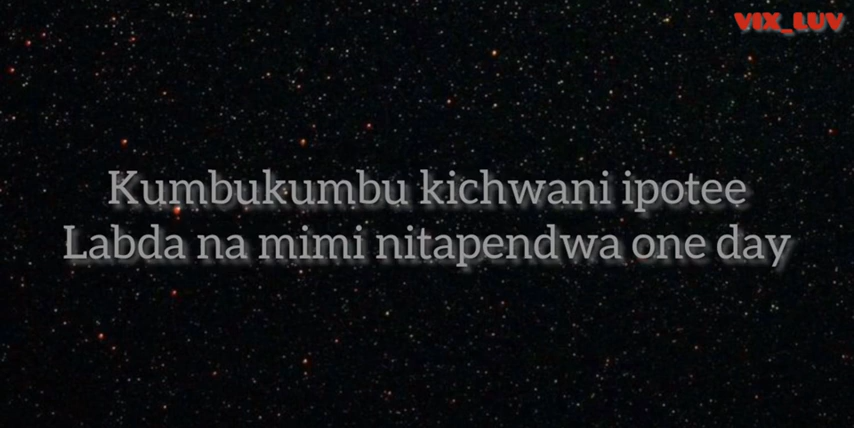 VIX_LUV
Kumbukumbu kichwani ipotee
Labda na mimi nitapendwa one day